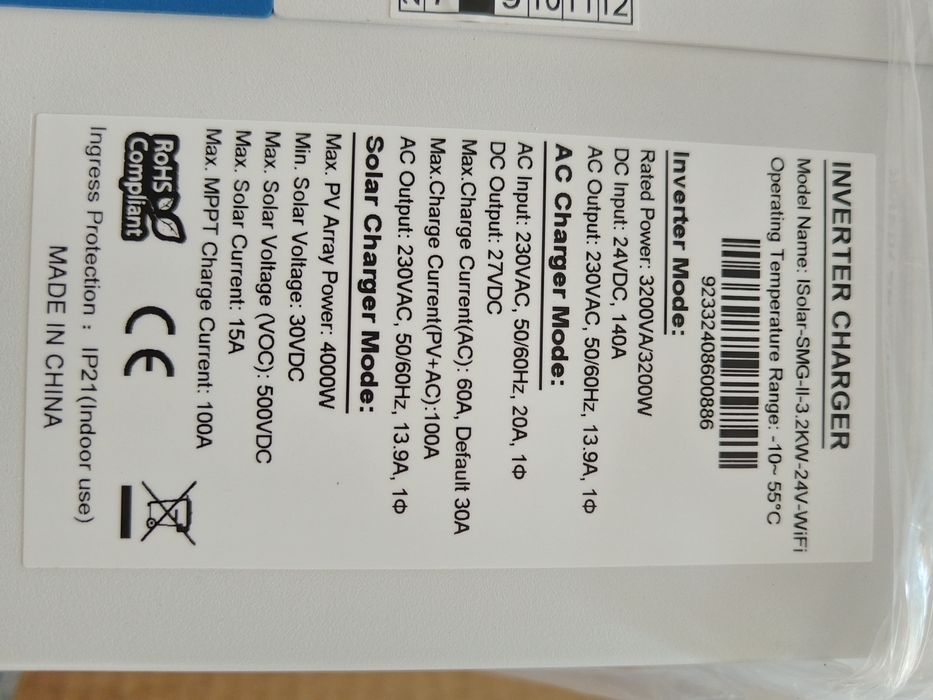 INVERTER CHARGER
Model Name: ISolar-SMG-II-3.2KW-24V-WiFi
Operating Temperature Range: -10~ 55°C
92332408600886
Inverter Mode:
Rated Power: 3200VA/3200W
DC Input: 24VDC, 140A
AC Output: 230VAC, 50/60Hz, 13.9A, 1Φ
AC Charger Mode:
AC Input: 230VAC, 50/60Hz, 20A, 1Φ
DC Output: 27VDC
Max.Charge Current(AC): 60A, Default 30A
Max.Charge Current(PV+AC):100A
AC Output: 230VAC, 50/60Hz, 13.9A, 1Φ
Solar Charger Mode:
Max. PV Array Power: 4000W
Min. Solar Voltage: 30VDC
Max. Solar Voltage (VOC): 500VDC
Max. Solar Current: 15A
Max. MPPT Charge Current: 100A
RoHS
Compliant
CE
Ingress Protection : IP21(Indoor use)
MADE IN CHINA